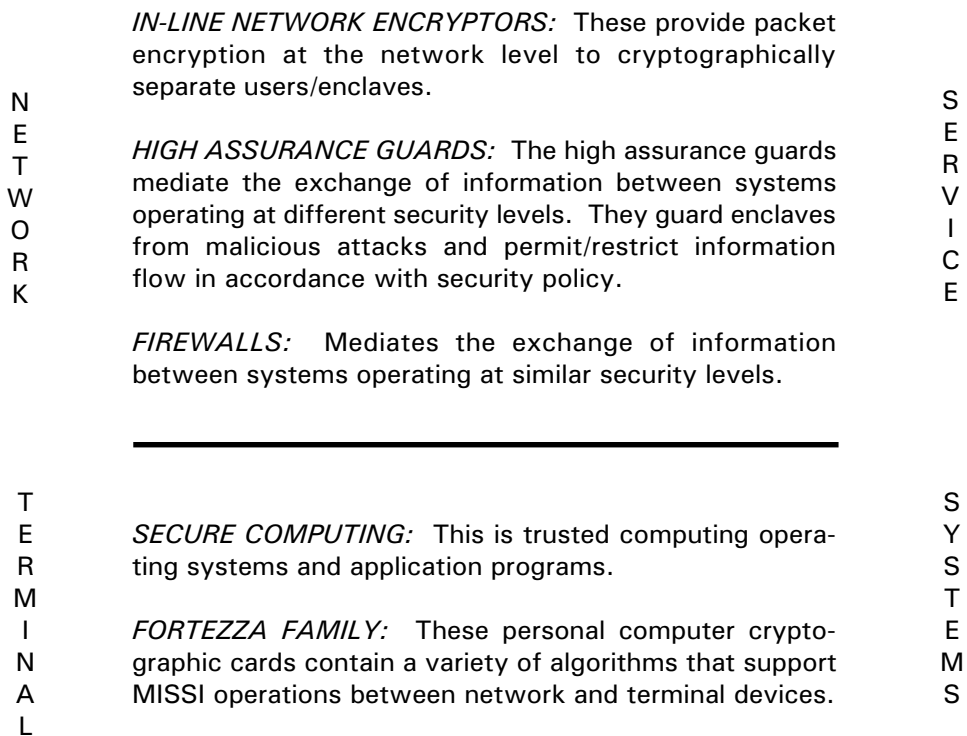 IN-LINE NETWORK ENCRYPTORS: These provide packet
encryption at the network level to cryptographically
separate users/enclaves.
NETWORK
SERVICE
HIGH ASSURANCE GUARDS: The high assurance guards
mediate the exchange of information between systems
operating at different security levels. They guard enclaves
from malicious attacks and permit/restrict information
flow in accordance with security policy.
FIREWALLS: Mediates the exchange of information
between systems operating at similar security levels.
TERMINAL
SYSTEMS
SECURE COMPUTING: This is trusted computing opera-
ting systems and application programs.
FORTEZZA FAMILY: These personal computer crypto-
graphic cards contain a variety of algorithms that support
MISSI operations between network and terminal devices.